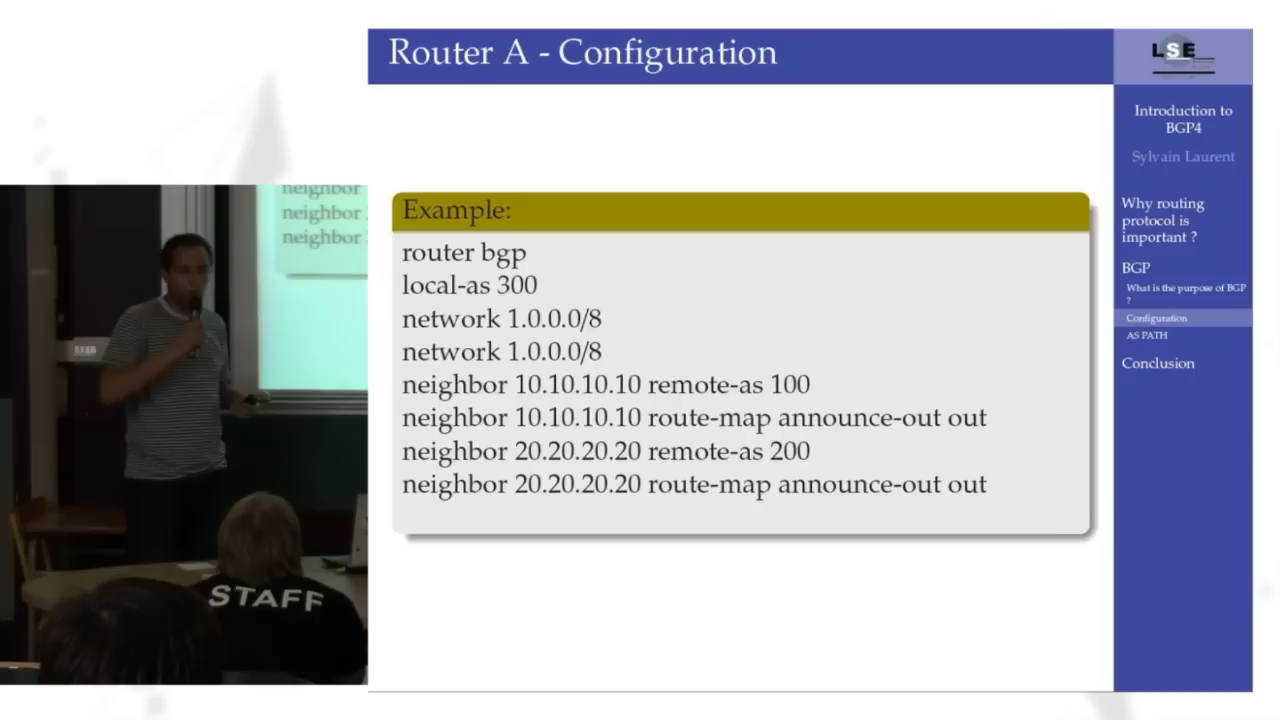 Router A - Configuration
LSE
Introduction to
BGP4
Sylvain Laurent
Why routing
protocol is
important ?
BGP
What is the purpose of BGP
?
Configuration
AS PATH
Conclusion
Example:
router bgp
local-as 300
network 1.0.0.0/8
network 1.0.0.0/8
neighbor 10.10.10.10 remote-as 100
neighbor 10.10.10.10 route-map announce-out out
neighbor 20.20.20.20 remote-as 200
neighbor 20.20.20.20 route-map announce-out out
neighbor
neighbor
neighbor
STAFF